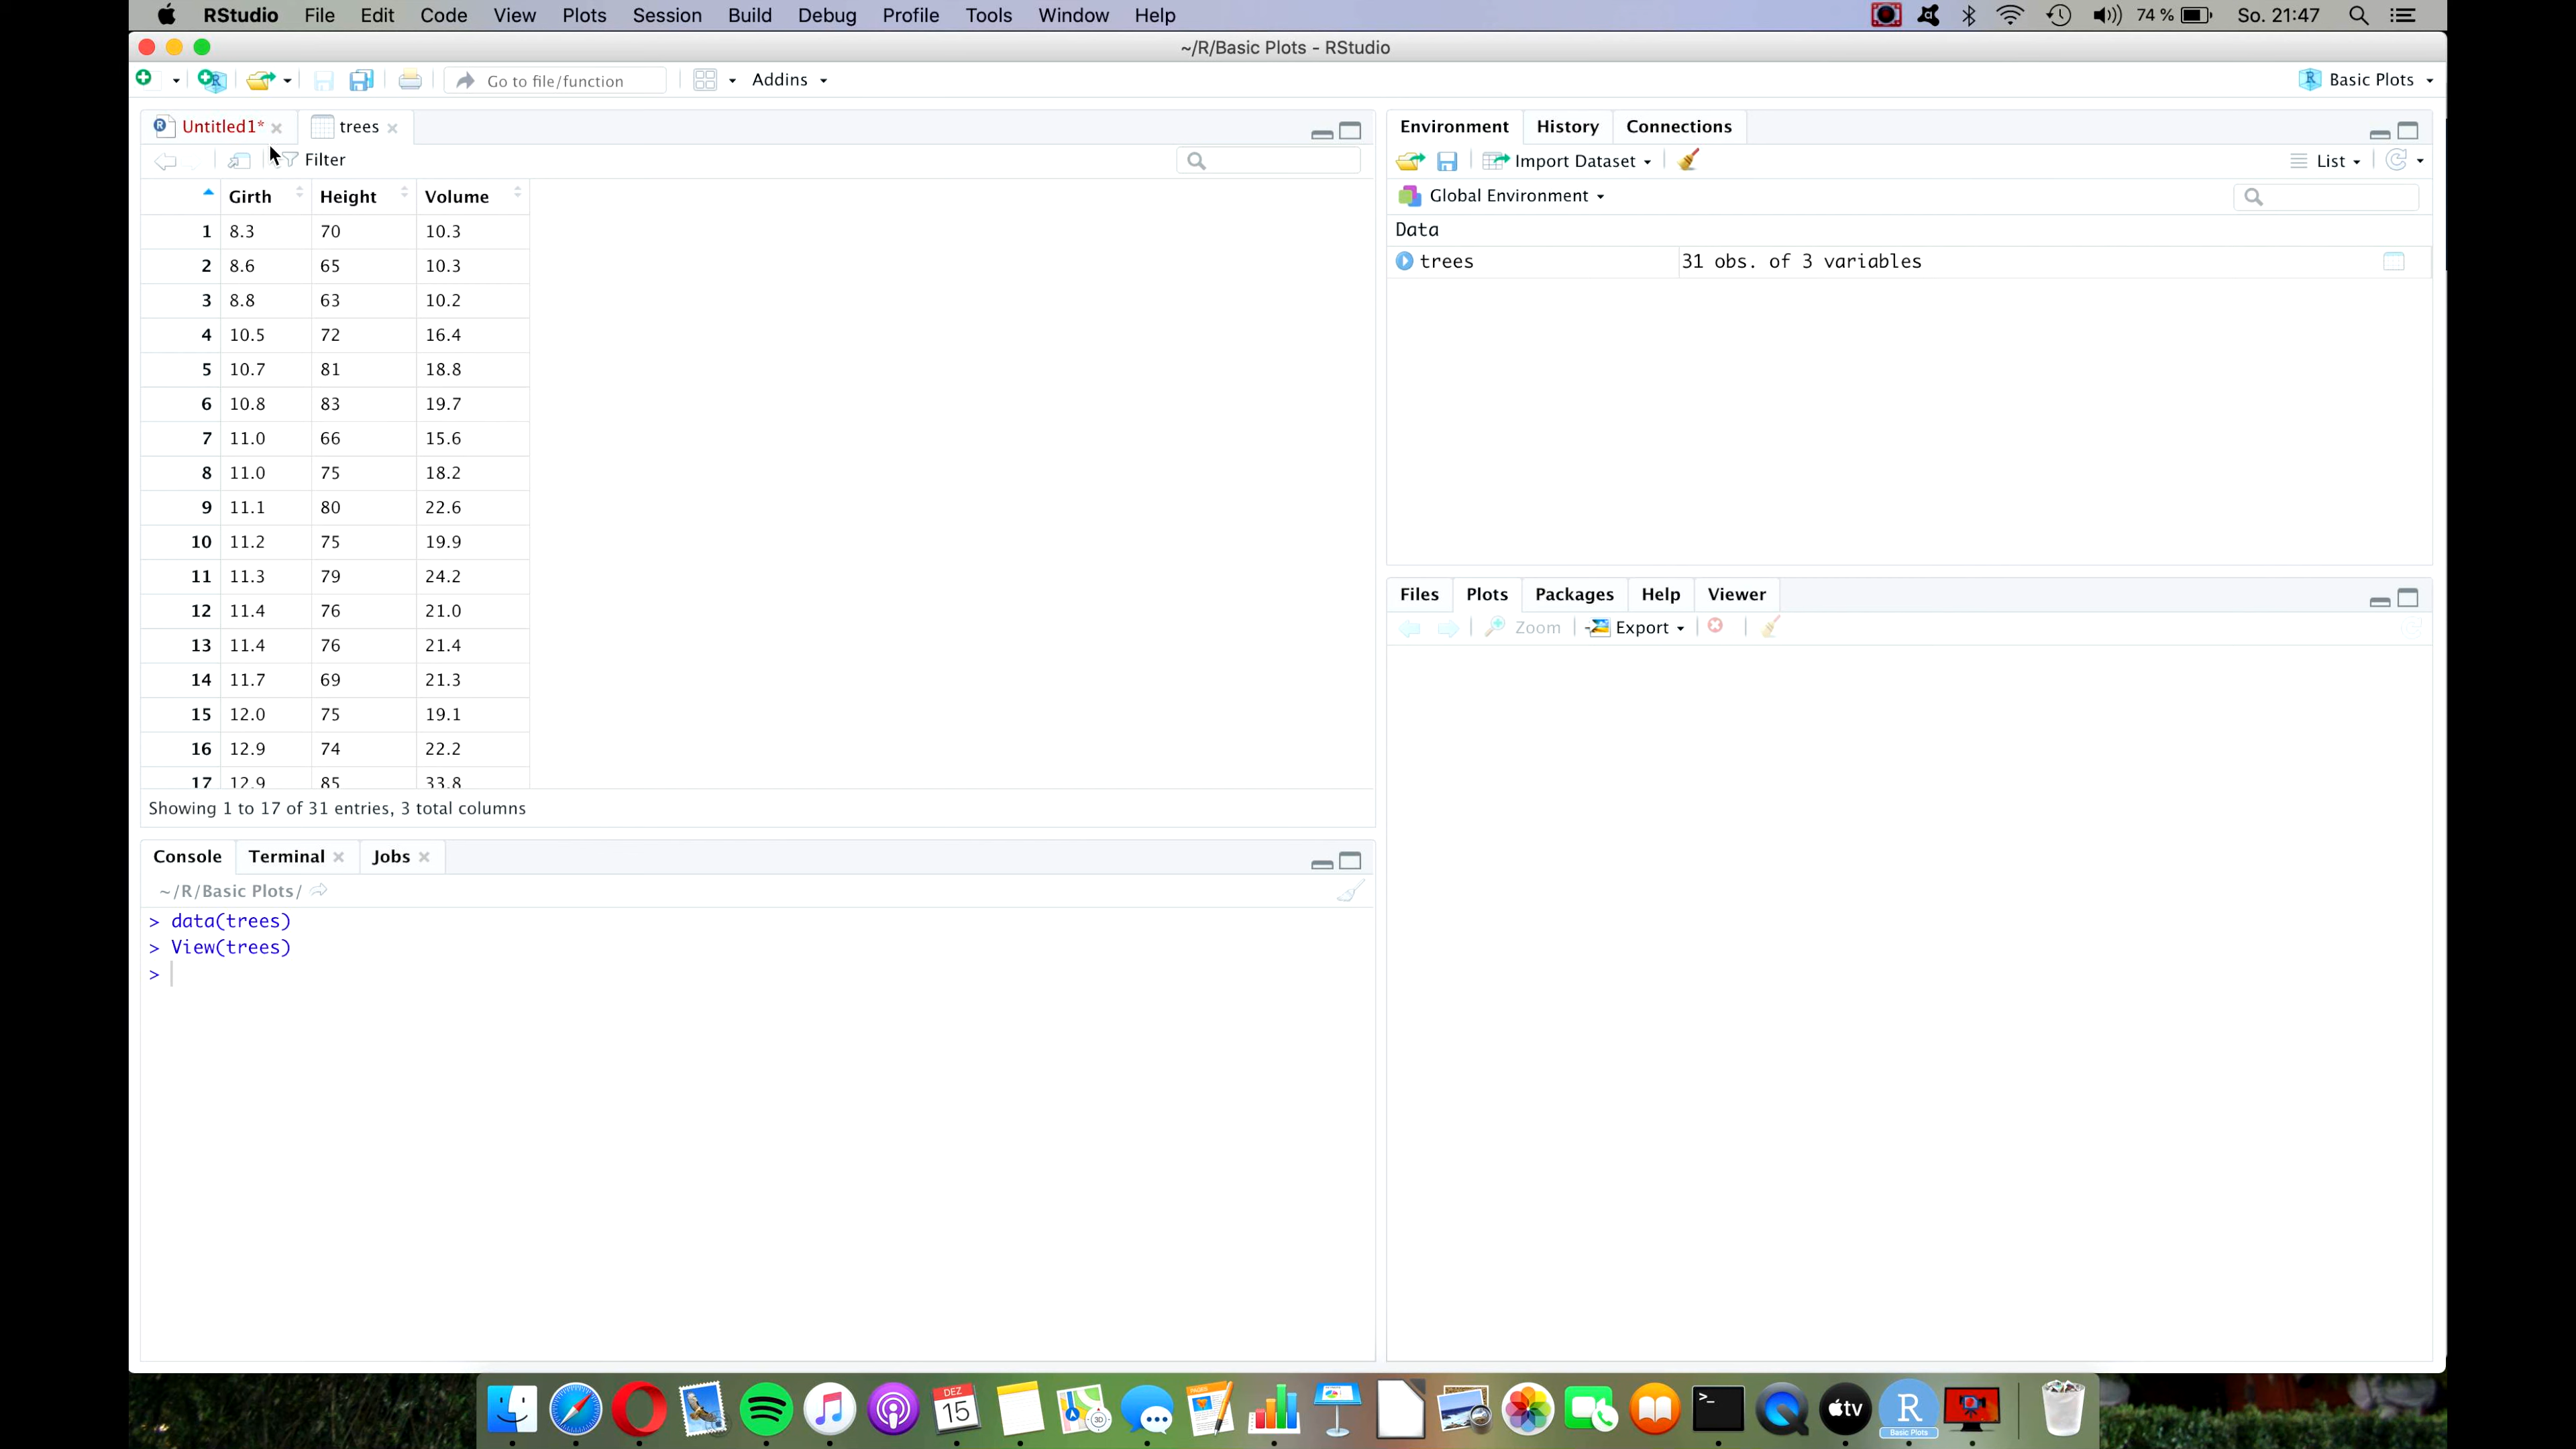 RStudio File Edit Code View Plots Session Build Debug Profile Tools Window Help 74 % So. 21:47
~/R/Basic Plots - RStudio
Go to file/function Addins Basic Plots
Untitled1* trees
Filter
Girth Height Volume
1 8.3 70 10.3
2 8.6 65 10.3
3 8.8 63 10.2
4 10.5 72 16.4
5 10.7 81 18.8
6 10.8 83 19.7
7 11.0 66 15.6
8 11.0 75 18.2
9 11.1 80 22.6
10 11.2 75 19.9
11 11.3 79 24.2
12 11.4 76 21.0
13 11.4 76 21.4
14 11.7 69 21.3
15 12.0 75 19.1
16 12.9 74 22.2
17 12.9 85 33.8
Showing 1 to 17 of 31 entries, 3 total columns
Console Terminal Jobs
~/R/Basic Plots/
> data(trees)
> View(trees)
>
Environment History Connections
Import Dataset List
Global Environment
Data
trees 31 obs. of 3 variables
Files Plots Packages Help Viewer
Zoom Export
DEZ
15
3D
PAGES
>_
tv
R
Basic Plots